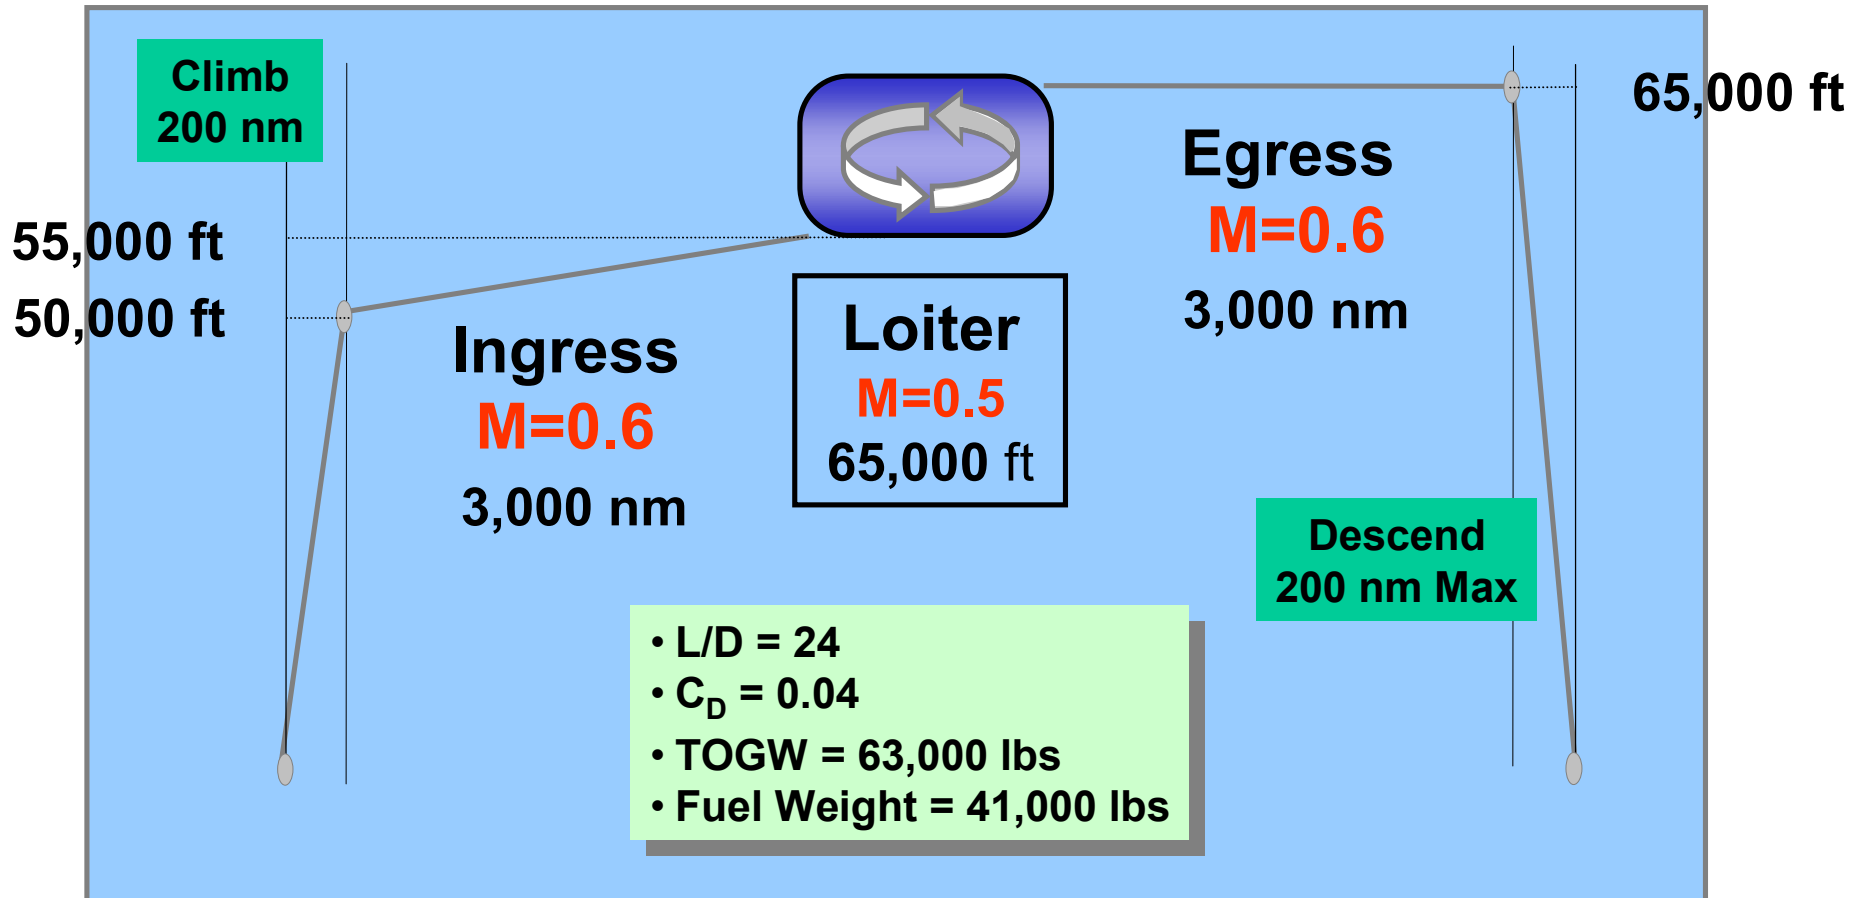 Climb
200 nm
65,000 ft
Egress
M=0.6
3,000 nm
55,000 ft
50,000 ft
Ingress
M=0.6
3,000 nm
Loiter
M=0.5
65,000 ft
Descend
200 nm Max
• L/D = 24
• C_D = 0.04
• TOGW = 63,000 lbs
• Fuel Weight = 41,000 lbs